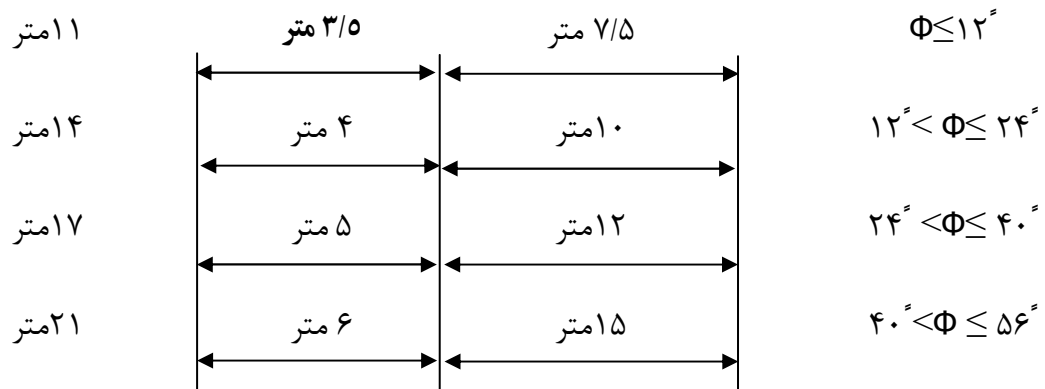 Φ≤۱۲ً ۷/۵ متر ۳/۵ متر ۱۱متر
۱۲ً< Φ≤ ۲۴ً ۱۰متر ۴ متر ۱۴متر
۲۴ً <Φ≤ ۴۰ً ۱۲متر ۵ متر ۱۷متر
۴۰ً<Φ ≤ ۵۶ً ۱۵متر ۶ متر ۲۱متر